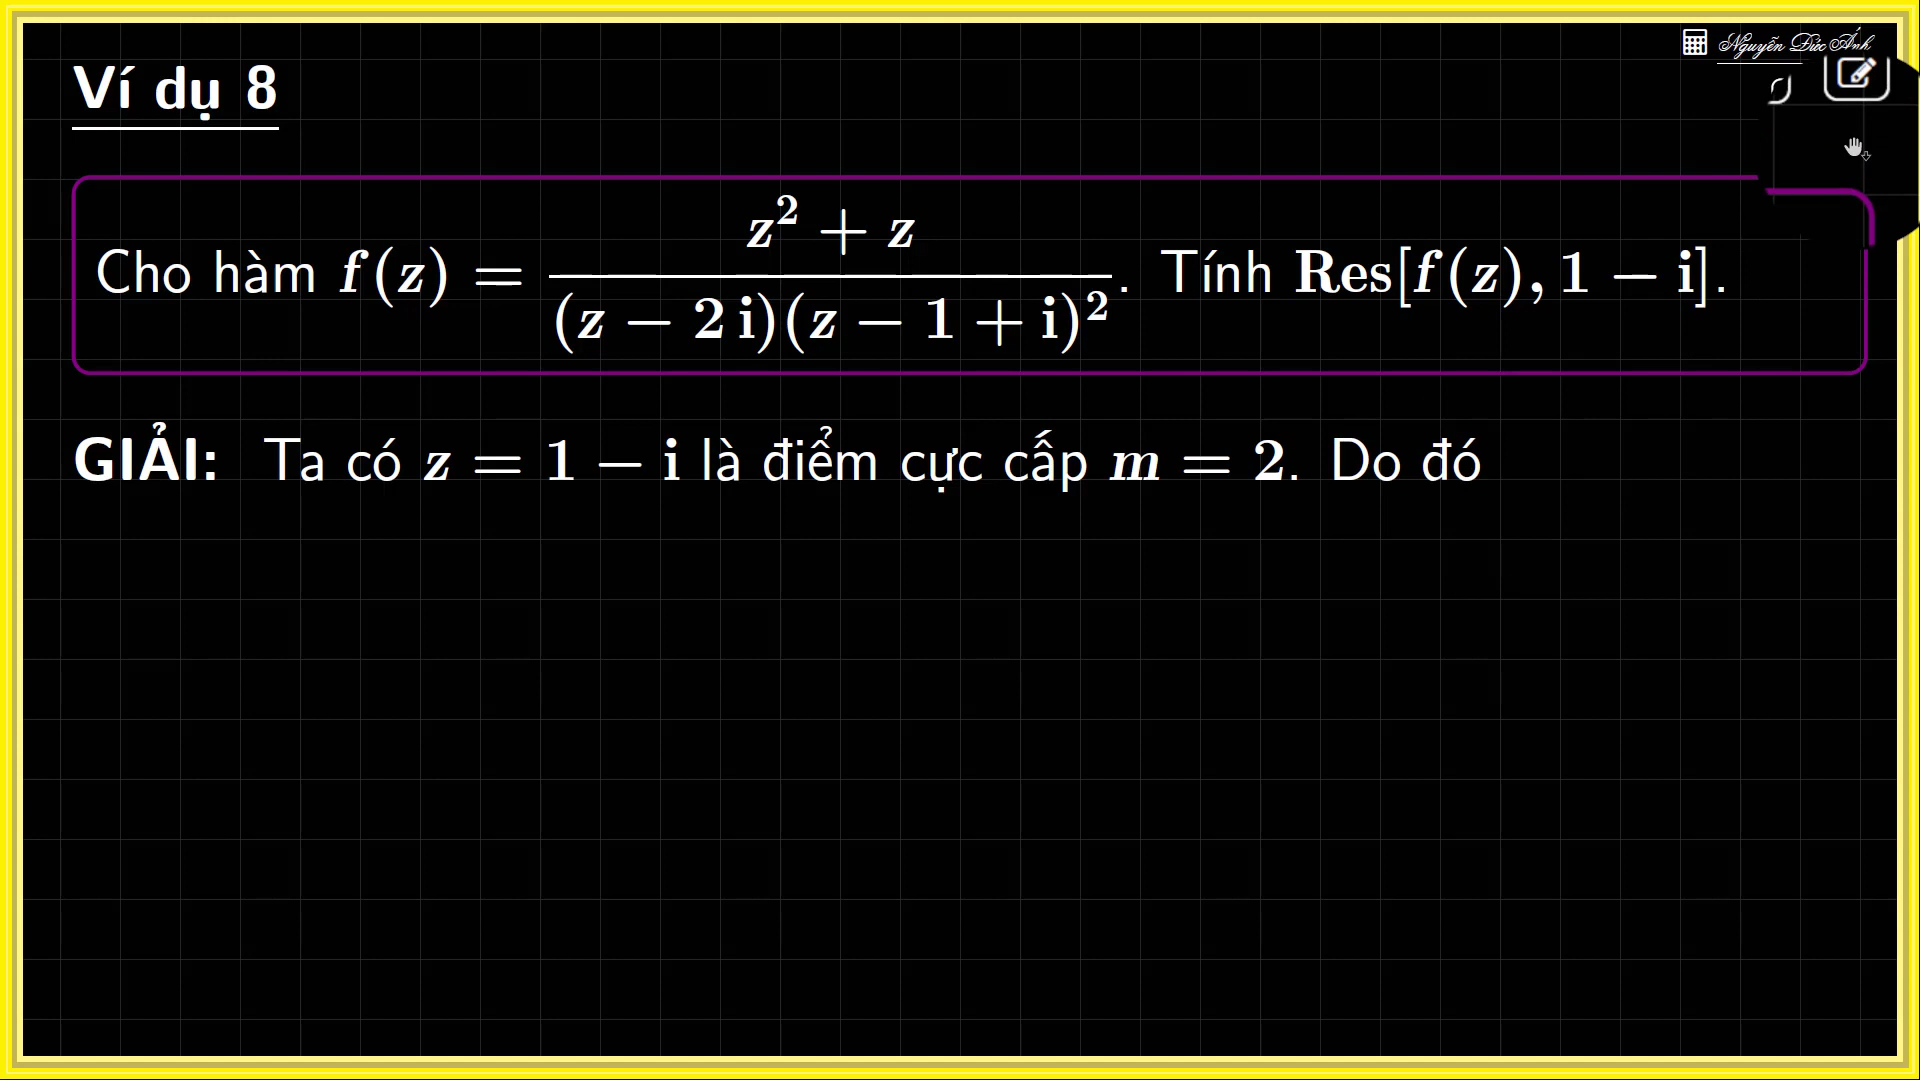 Nguyễn Đức Ánh
Ví dụ 8
Cho hàm f(z) = (z² + z) / ((z − 2i)(z − 1 + i)²). Tính Res[f(z), 1 − i].
GIẢI: Ta có z = 1 − i là điểm cực cấp m = 2. Do đó